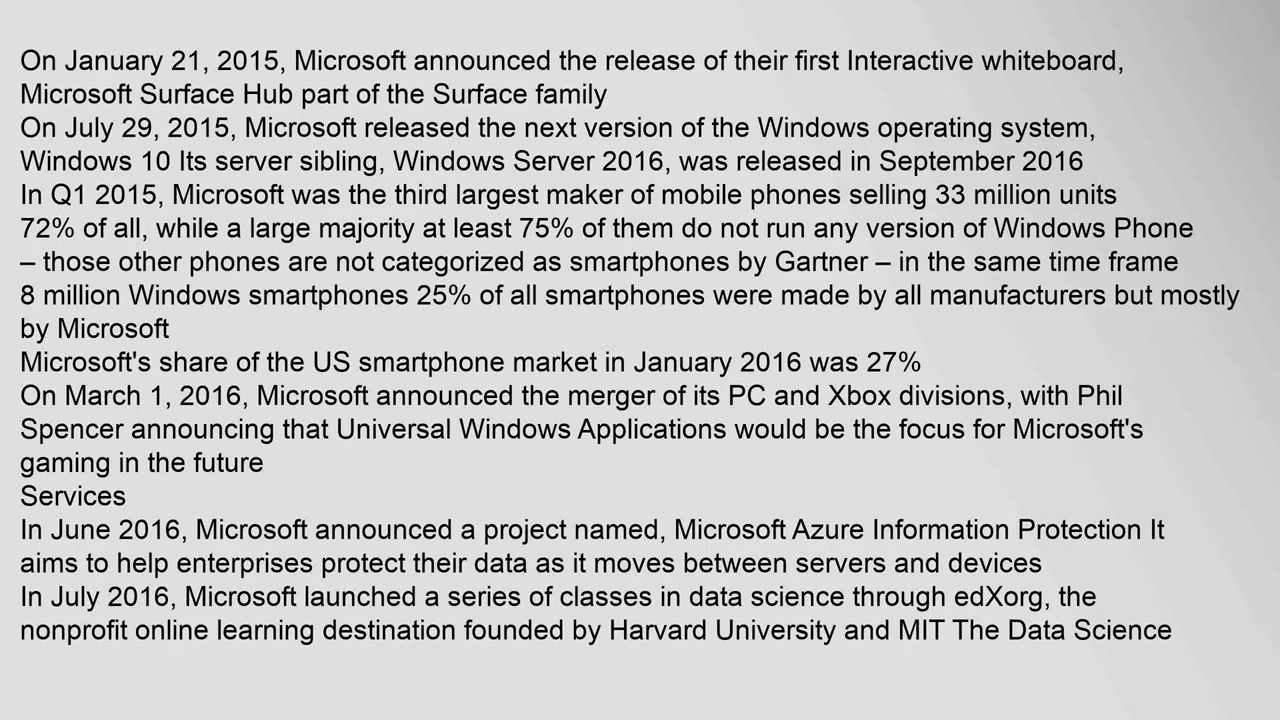 On January 21, 2015, Microsoft announced the release of their first Interactive whiteboard,
Microsoft Surface Hub part of the Surface family
On July 29, 2015, Microsoft released the next version of the Windows operating system,
Windows 10 Its server sibling, Windows Server 2016, was released in September 2016
In Q1 2015, Microsoft was the third largest maker of mobile phones selling 33 million units
72% of all, while a large majority at least 75% of them do not run any version of Windows Phone
– those other phones are not categorized as smartphones by Gartner – in the same time frame
8 million Windows smartphones 25% of all smartphones were made by all manufacturers but mostly
by Microsoft
Microsoft's share of the US smartphone market in January 2016 was 27%
On March 1, 2016, Microsoft announced the merger of its PC and Xbox divisions, with Phil
Spencer announcing that Universal Windows Applications would be the focus for Microsoft's
gaming in the future
Services
In June 2016, Microsoft announced a project named, Microsoft Azure Information Protection It
aims to help enterprises protect their data as it moves between servers and devices
In July 2016, Microsoft launched a series of classes in data science through edXorg, the
nonprofit online learning destination founded by Harvard University and MIT The Data Science